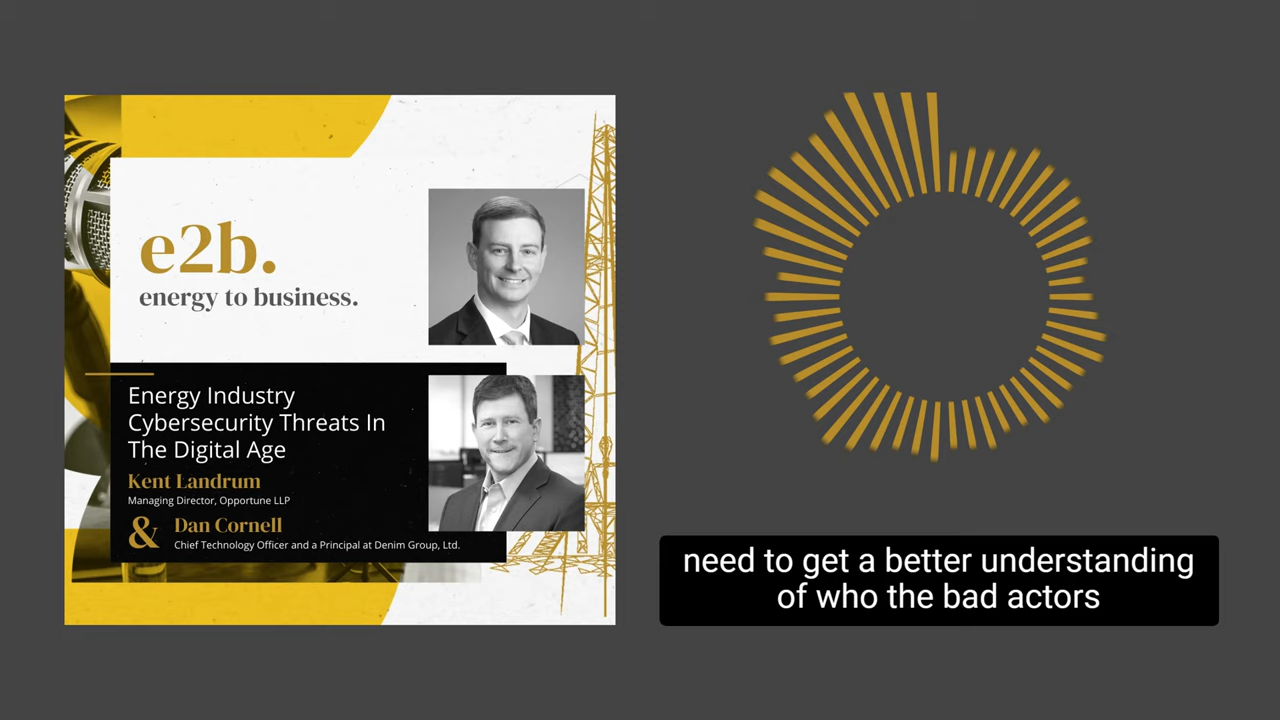 e2b.
energy to business.
Energy Industry
Cybersecurity Threats In
The Digital Age
Kent Landrum
Managing Director, Opportune LLP
& Dan Cornell
Chief Technology Officer and a Principal at Denim Group, Ltd.
need to get a better understanding
of who the bad actors